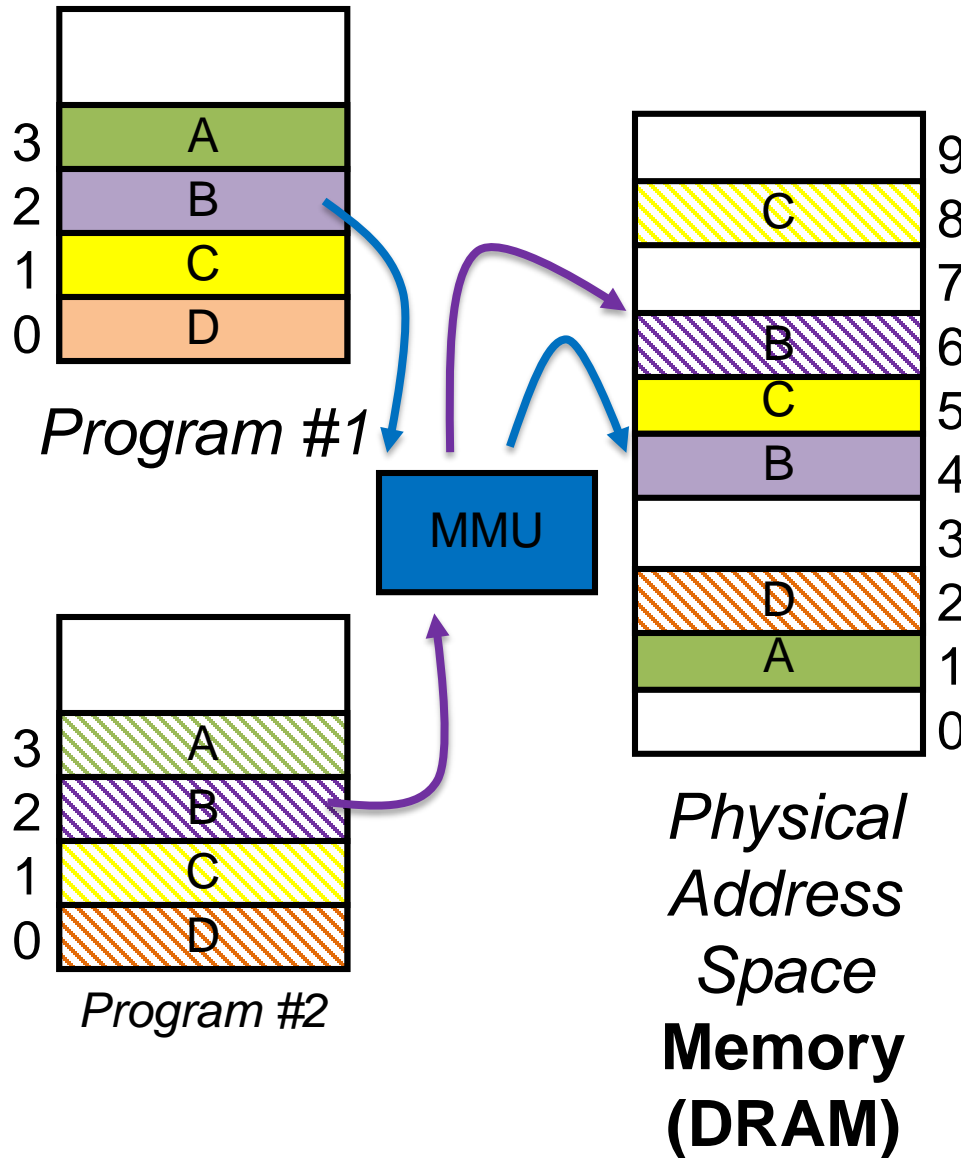 3 A
2 B
1 C
0 D
Program #1
MMU
3 A
2 B
1 C
0 D
Program #2
9
C 8
7
B 6
C 5
B 4
3
D 2
A 1
0
Physical
Address
Space
Memory
(DRAM)